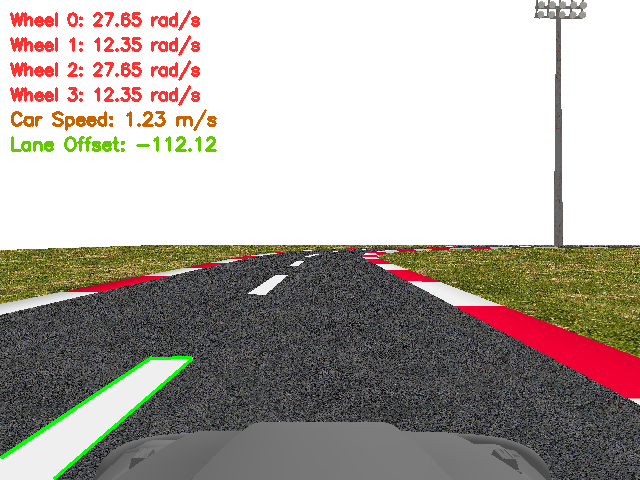 Wheel 0: 27.65 rad/s
Wheel 1: 12.35 rad/s
Wheel 2: 27.65 rad/s
Wheel 3: 12.35 rad/s
Car Speed: 1.23 m/s
Lane Offset: -112.12